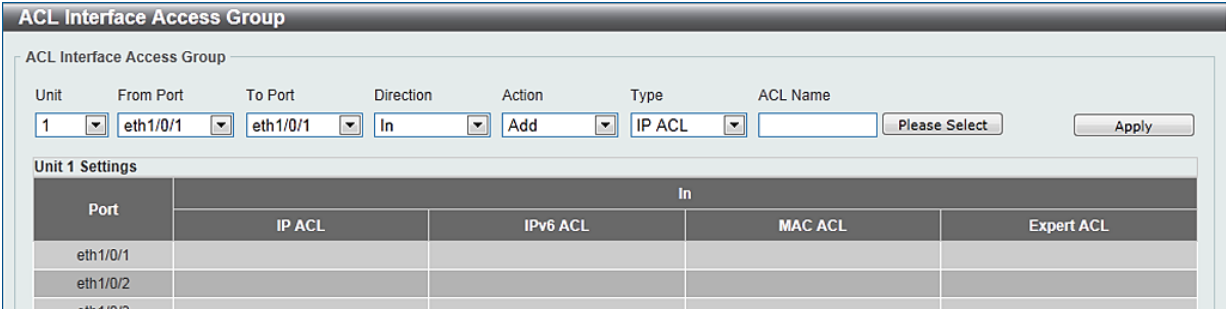 ACL Interface Access Group
ACL Interface Access Group
Unit From Port To Port Direction Action Type ACL Name
1 eth1/0/1 eth1/0/1 In Add IP ACL Please Select Apply
Unit 1 Settings
Port In
IP ACL IPv6 ACL MAC ACL Expert ACL
eth1/0/1
eth1/0/2